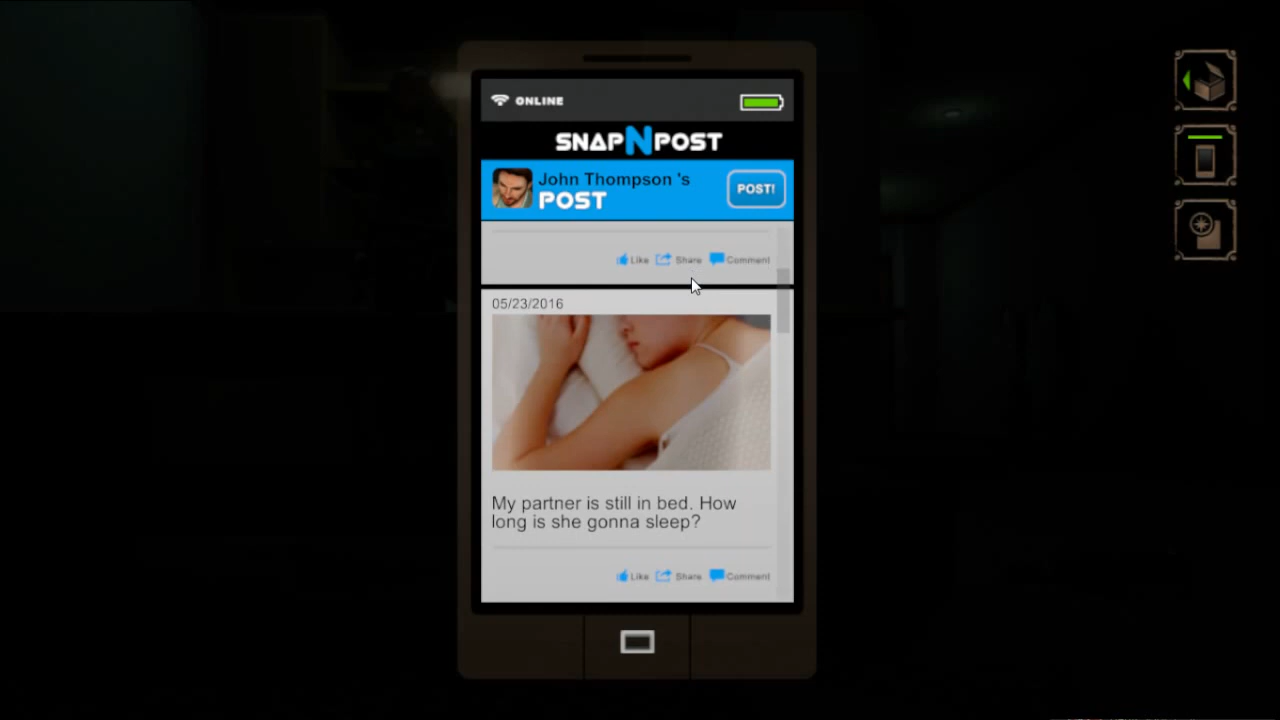 ONLINE
SNAPNPOST
John Thompson 's
POST
POST!
Like Share Comment
05/23/2016
My partner is still in bed. How
long is she gonna sleep?
Like Share Comment